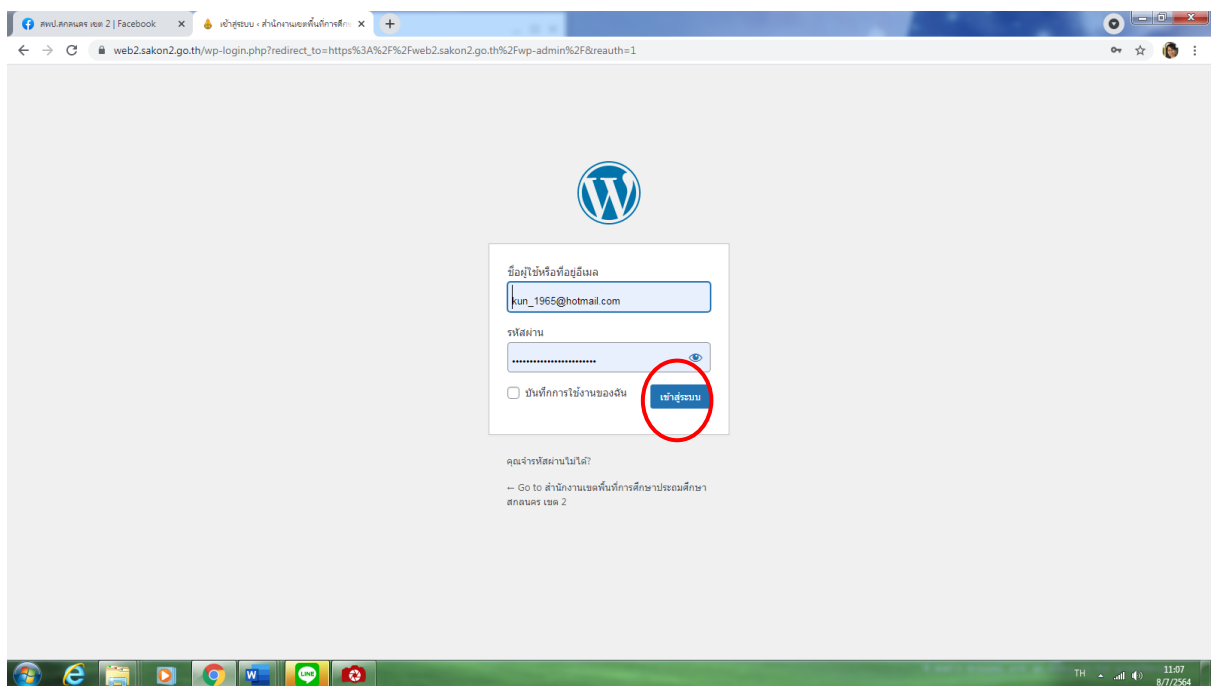 สพป.สกลนคร เขต 2 | Facebook
เข้าสู่ระบบ ‹ สำนักงานเขตพื้นที่การศึก
web2.sakon2.go.th/wp-login.php?redirect_to=https%3A%2F%2Fweb2.sakon2.go.th%2Fwp-admin%2F&reauth=1
ชื่อผู้ใช้หรือที่อยู่อีเมล
kun_1965@hotmail.com
รหัสผ่าน
บันทึกการใช้งานของฉัน
เข้าสู่ระบบ
คุณจำรหัสผ่านไม่ได้?
← Go to สำนักงานเขตพื้นที่การศึกษาประถมศึกษา
สกลนคร เขต 2
W
LINE
TH
11:07
8/7/2564